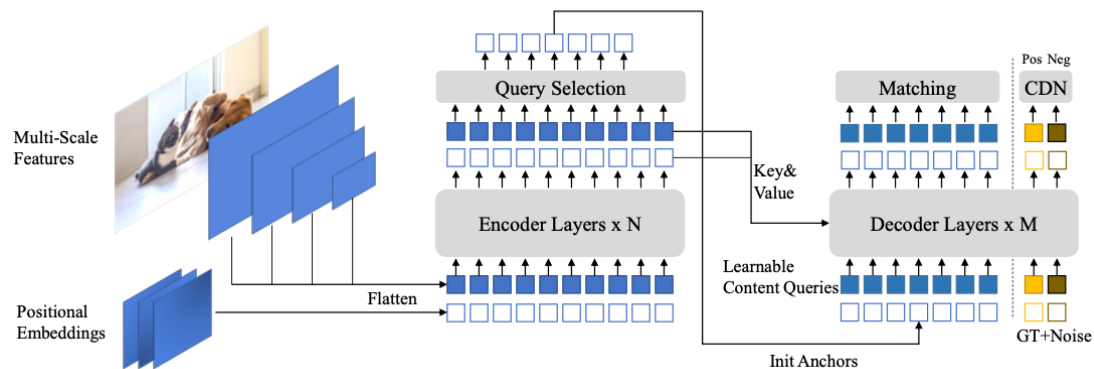 Multi-Scale
Features
Positional
Embeddings
Flatten
Query Selection
Encoder Layers x N
Key&
Value
Matching
Pos Neg
CDN
Decoder Layers x M
Learnable
Content Queries
GT+Noise
Init Anchors